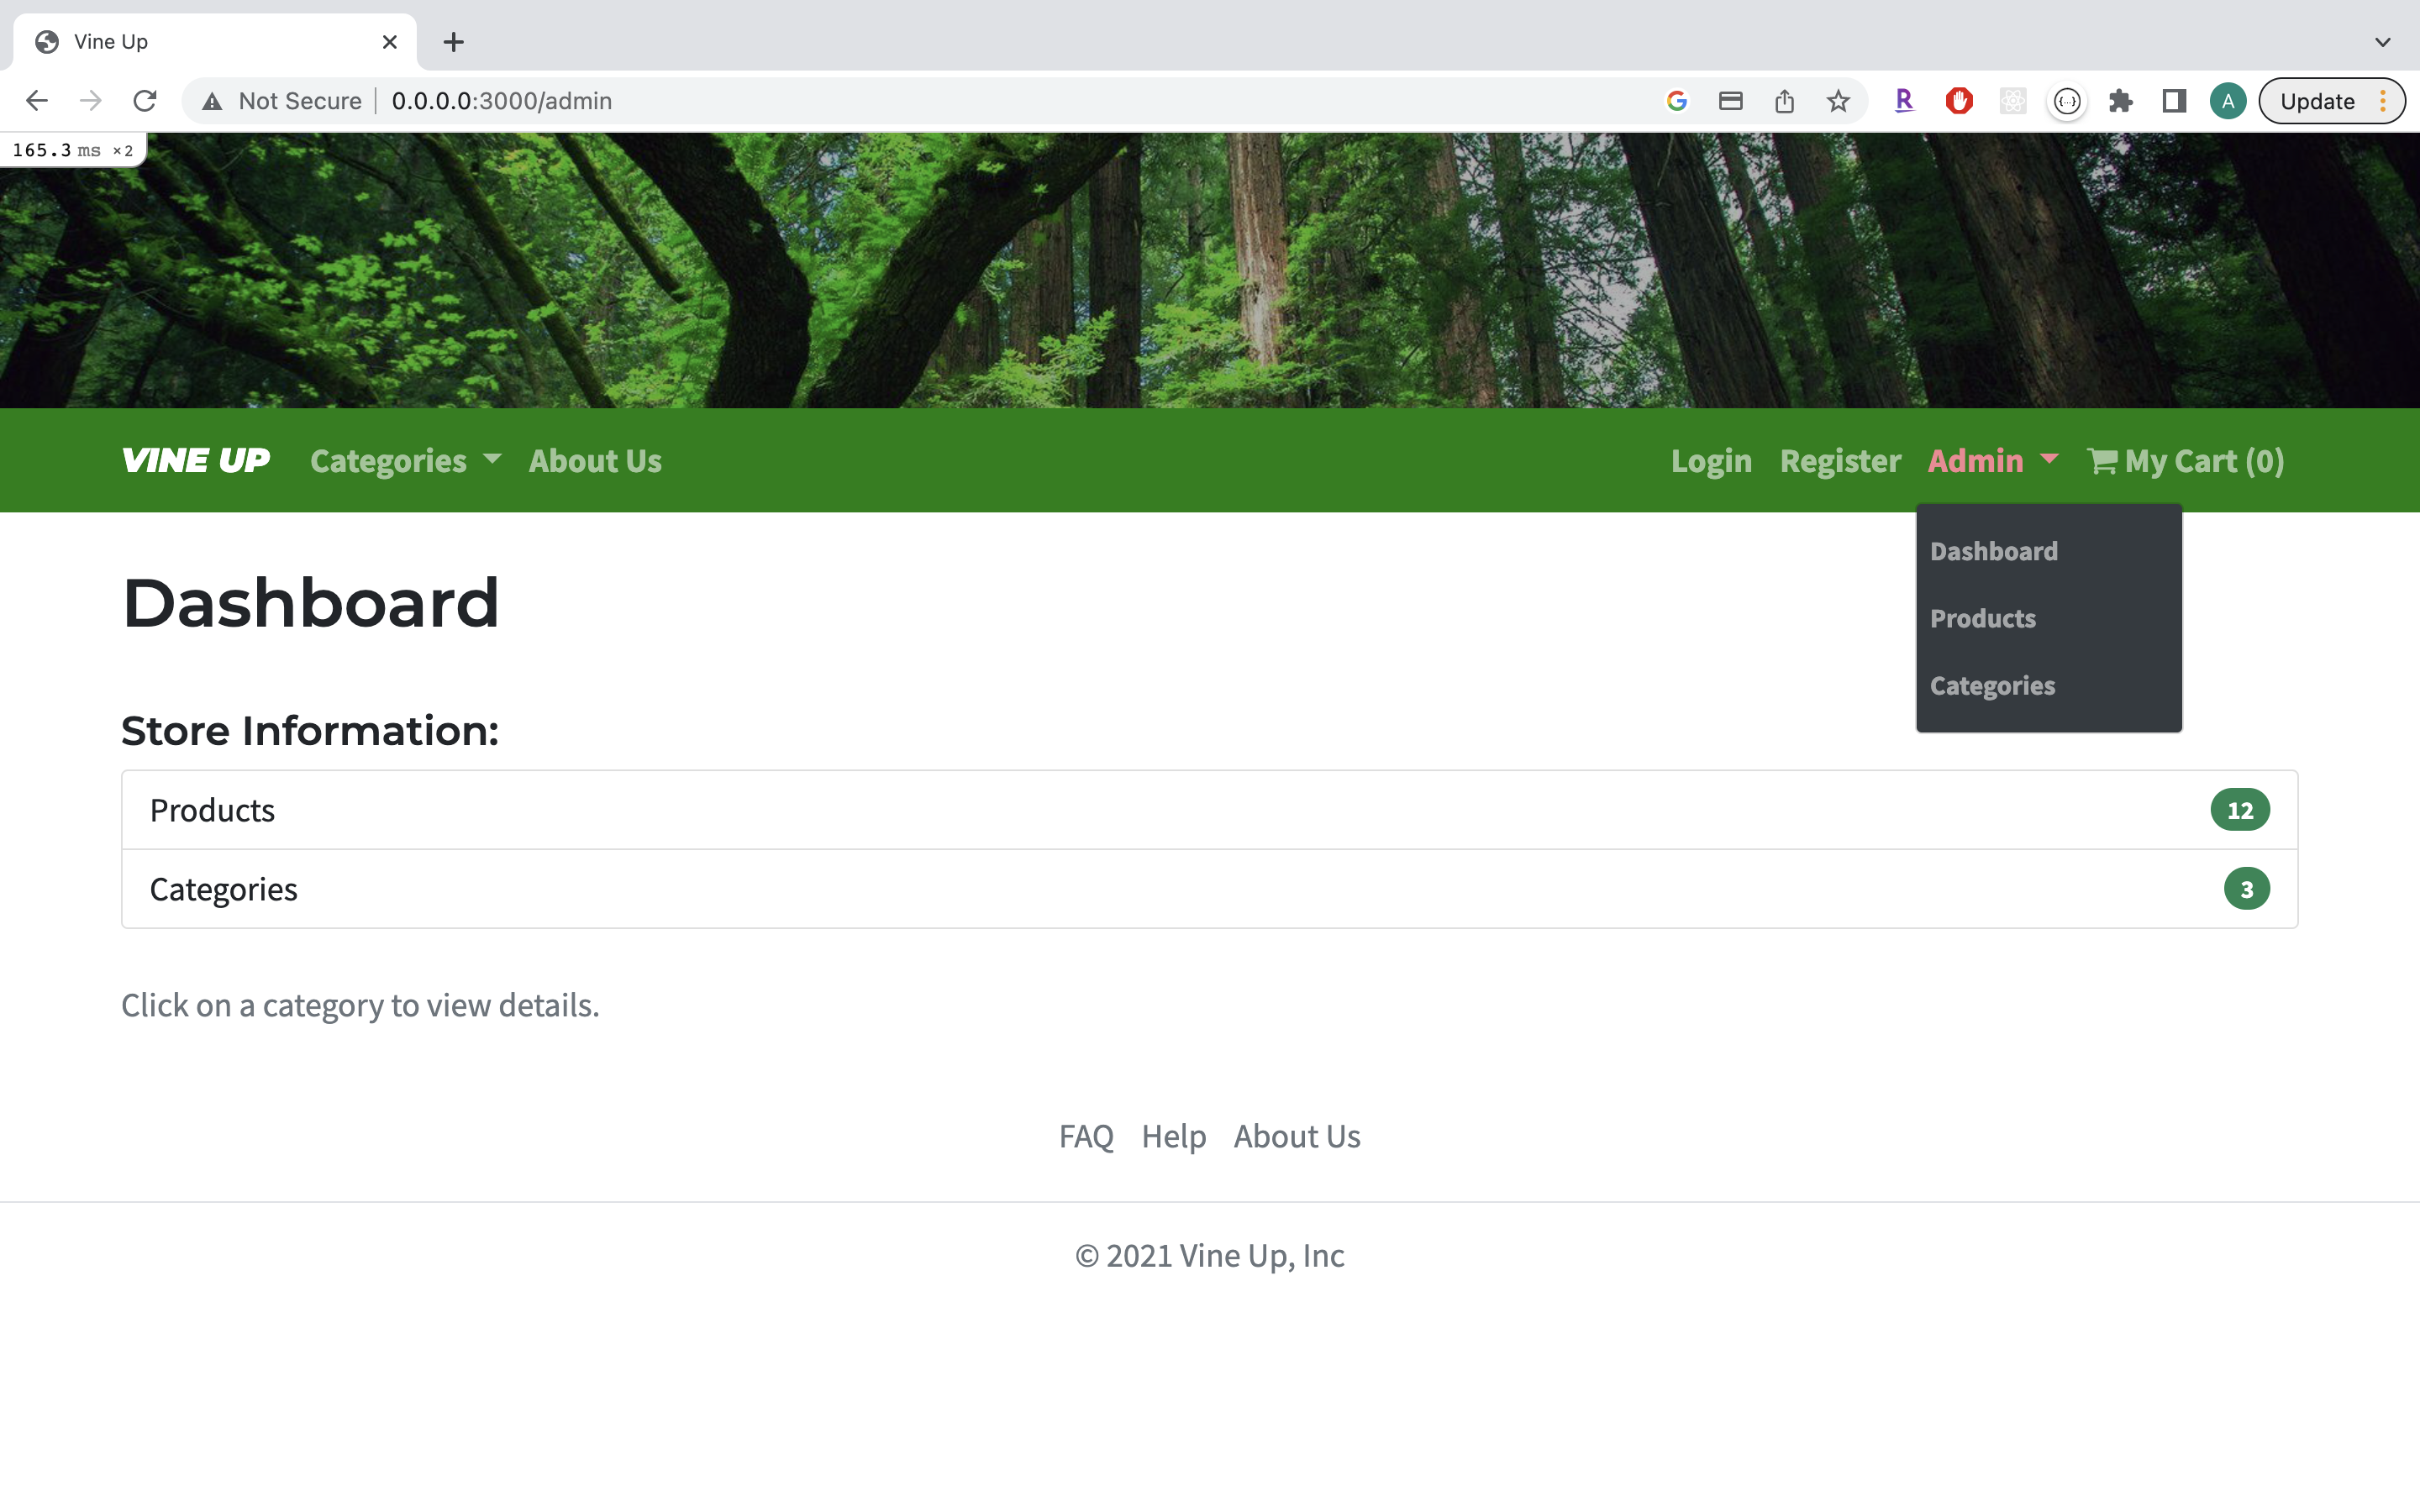 Vine Up
Not Secure 0.0.0.0:3000/admin
R
A
Update
165.3 ms ×2
VINE UP Categories About Us Login Register Admin My Cart (0)
Dashboard
Products
Categories
Dashboard
Store Information:
Products 12
Categories 3
Click on a category to view details.
FAQ Help About Us
© 2021 Vine Up, Inc